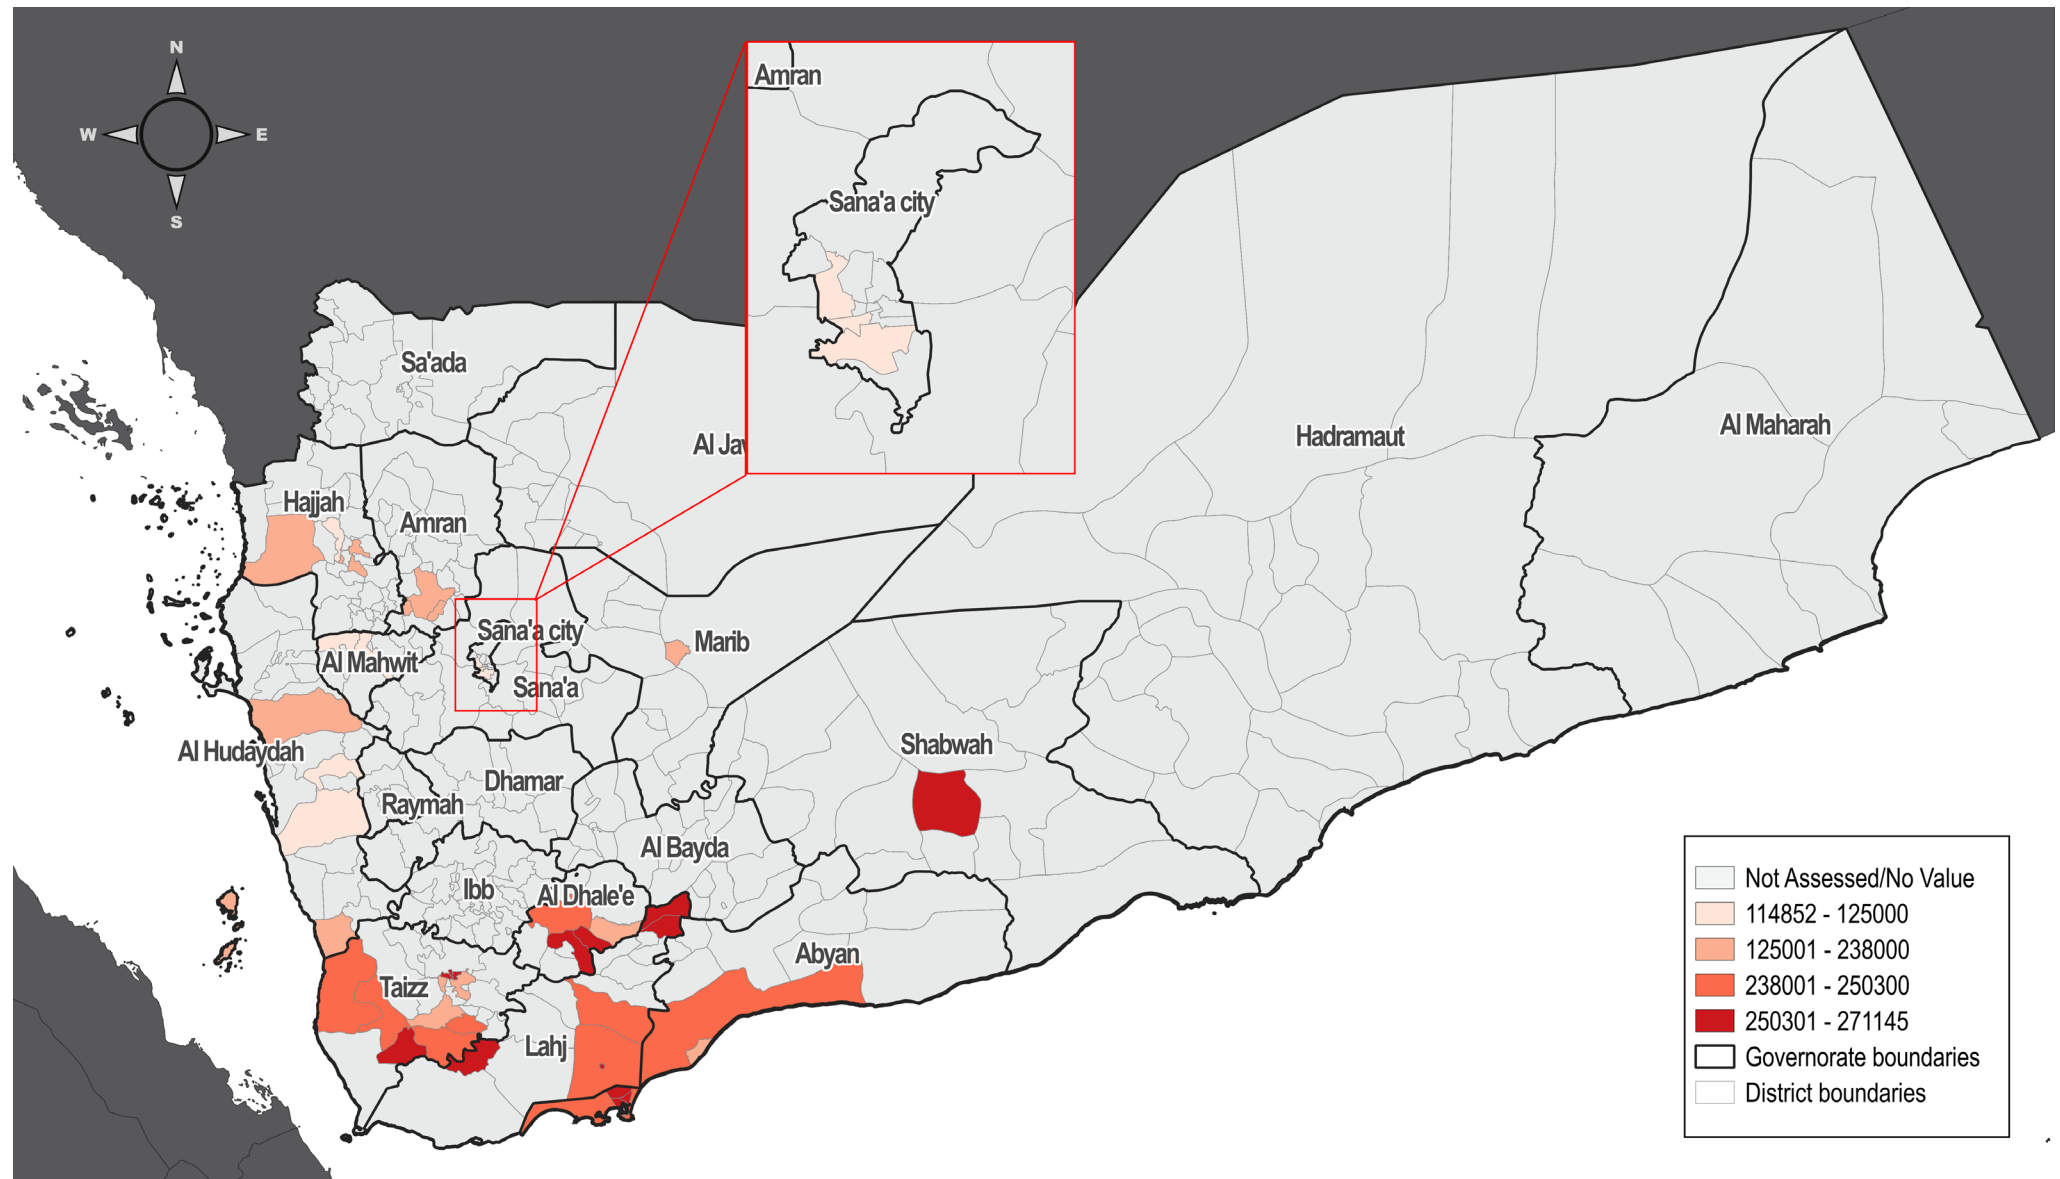 N
W E
S
Amran
Sana'a city
Sa'ada
Al Jav
Hadramaut
Al Maharah
Hajjah
Amran
Sana'a city
Marib
Al Mahwit
Sana'a
Al Hudaydah
Shabwah
Dhamar
Raymah
Al Bayda
Ibb
Al Dhale'e
Abyan
Taizz
Lahj
Not Assessed/No Value
114852 - 125000
125001 - 238000
238001 - 250300
250301 - 271145
Governorate boundaries
District boundaries